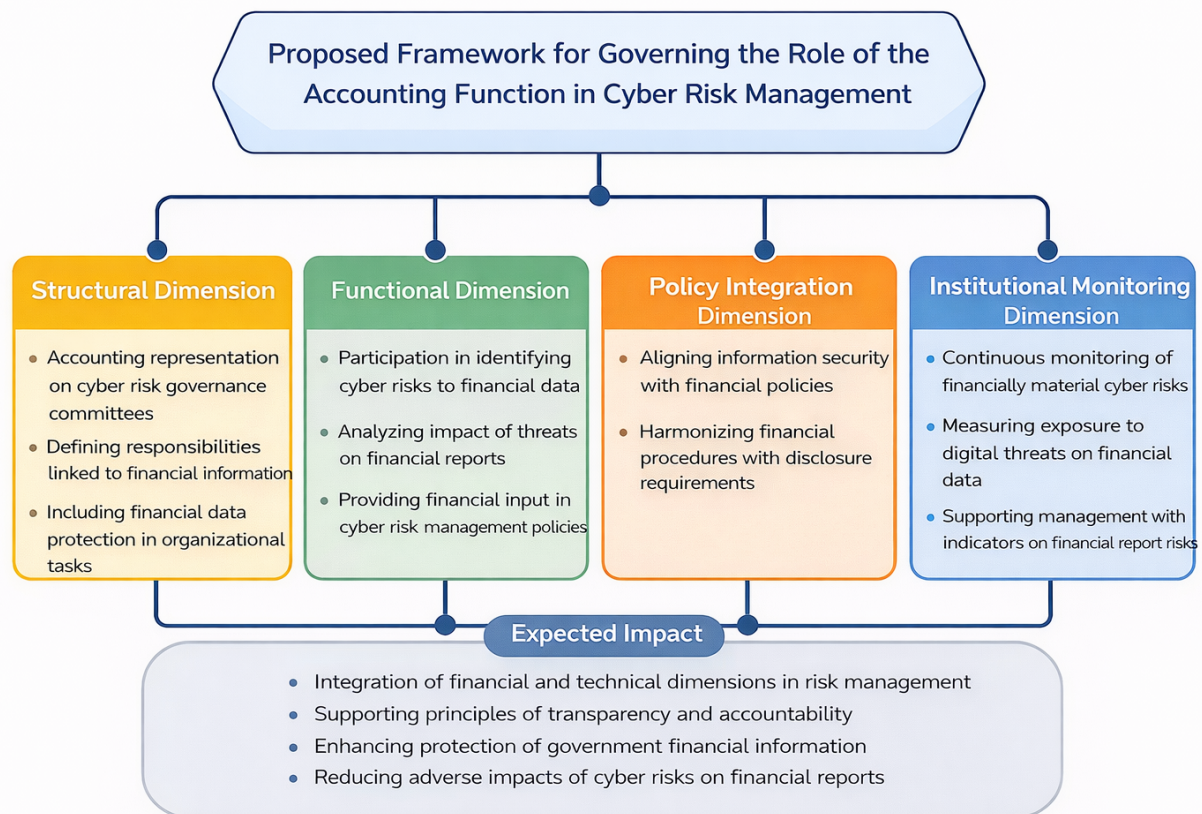 Proposed Framework for Governing the Role of the
Accounting Function in Cyber Risk Management
Structural Dimension
Accounting representation
on cyber risk governance
committees
Defining responsibilities
linked to financial information
Including financial data
protection in organizational
tasks
Functional Dimension
Participation in identifying
cyber risks to financial data
Analyzing impact of threats
on financial reports
Providing financial input in
cyber risk management policies
Policy Integration
Dimension
Aligning information security
with financial policies
Harmonizing financial
procedures with disclosure
requirements
Institutional Monitoring
Dimension
Continuous monitoring of
financially material cyber risks
Measuring exposure to
digital threats on financial
data
Supporting management with
indicators on financial report risks
Expected Impact
Integration of financial and technical dimensions in risk management
Supporting principles of transparency and accountability
Enhancing protection of government financial information
Reducing adverse impacts of cyber risks on financial reports